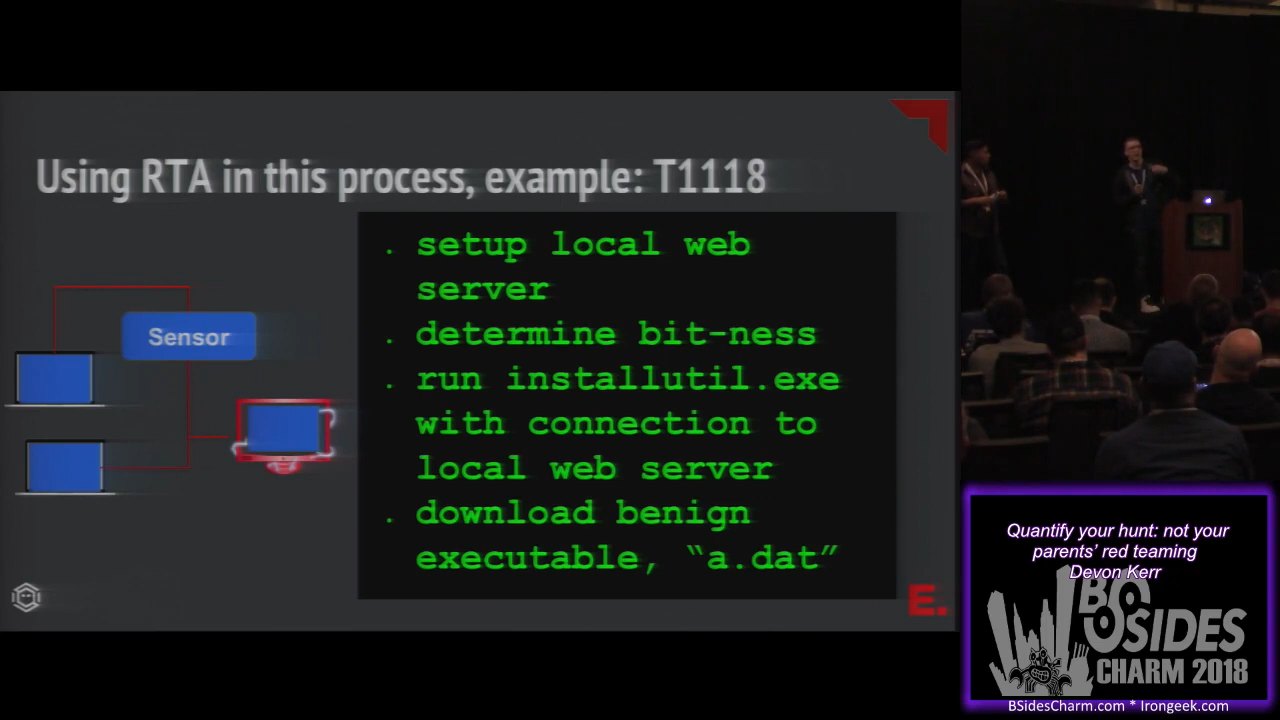 Using RTA in this process, example: T1118
Sensor
. setup local web
server
. determine bit-ness
. run installutil.exe
with connection to
local web server
. download benign
executable, “a.dat”
E.
Quantify your hunt: not your
parents’ red teaming
Devon Kerr
BSIDES
CHARM 2018
BSidesCharm.com * Irongeek.com